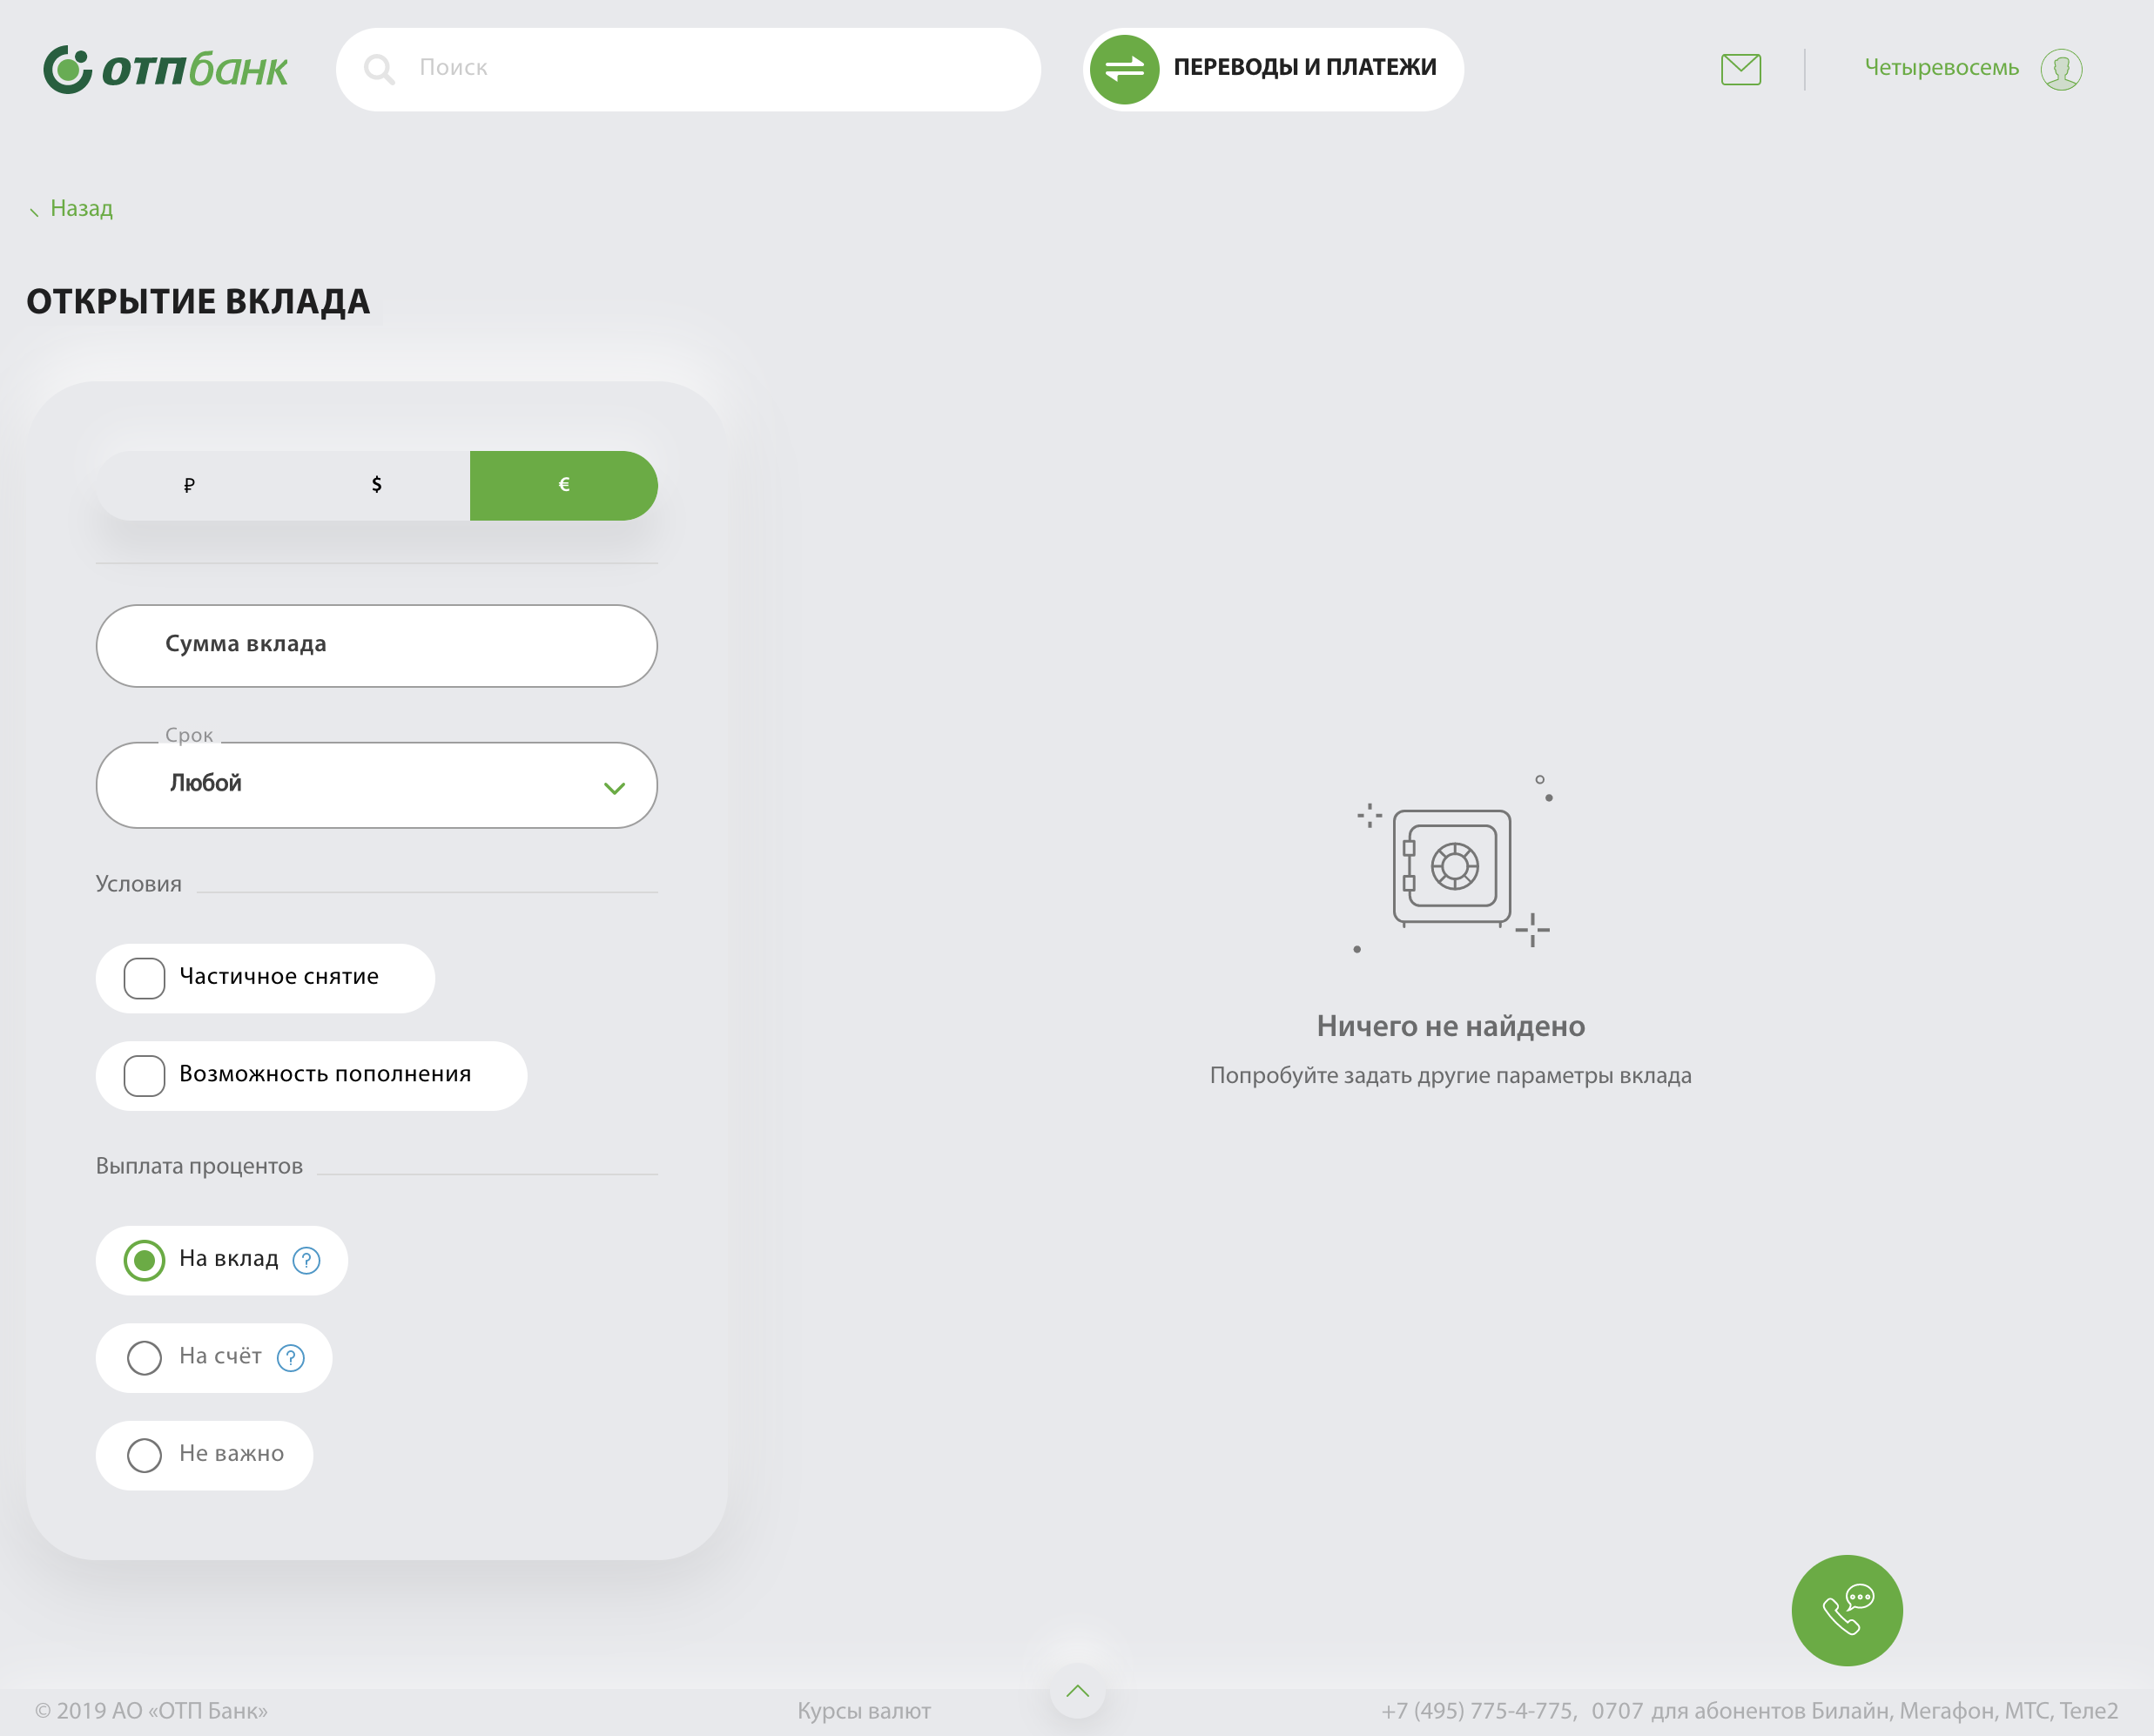 ОТПбанк
Поиск
ПЕРЕВОДЫ И ПЛАТЕЖИ
Четыревосемь
Назад
ОТКРЫТИЕ ВКЛАДА
₽ $ €
Сумма вклада
Срок
Любой
Условия
Частичное снятие
Возможность пополнения
Выплата процентов
На вклад ?
На счёт ?
Не важно
Ничего не найдено
Попробуйте задать другие параметры вклада
© 2019 АО «ОТП Банк» Курсы валют +7 (495) 775-4-775, 0707 для абонентов Билайн, Мегафон, МТС, Теле2